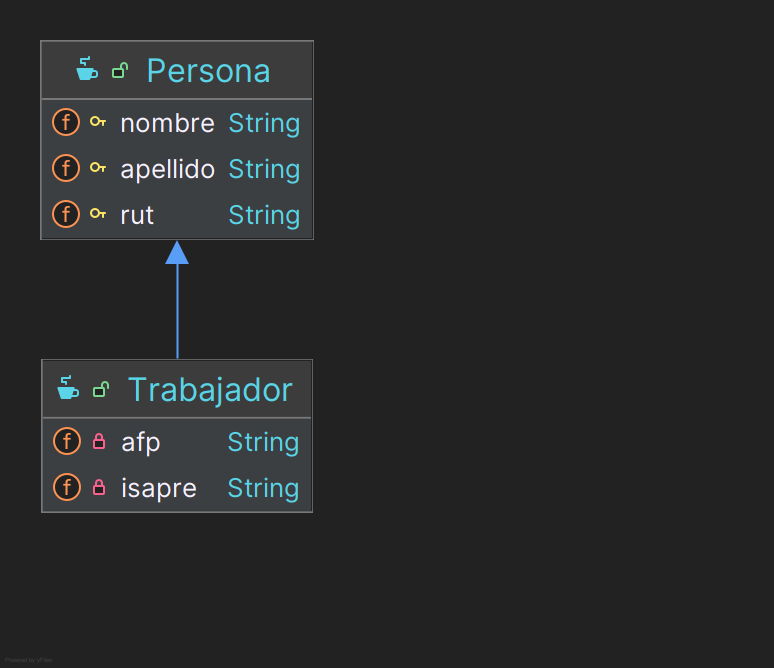 Persona
f nombre String
f apellido String
f rut String
Trabajador
f afp String
f isapre String
Powered by yFiles